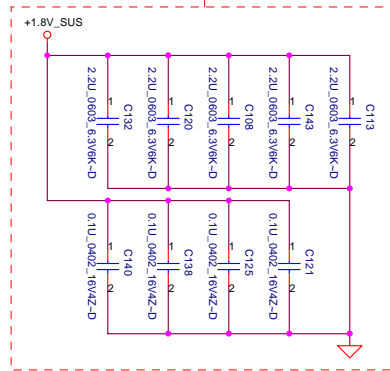 +1.8V_SUS
2.2U_0603_6.3V6K~D
1
2
C132
2.2U_0603_6.3V6K~D
1
2
C120
2.2U_0603_6.3V6K~D
1
2
C108
2.2U_0603_6.3V6K~D
1
2
C143
2.2U_0603_6.3V6K~D
1
2
C113
0.1U_0402_16V4Z~D
1
2
C140
0.1U_0402_16V4Z~D
1
2
C138
0.1U_0402_16V4Z~D
1
2
C125
0.1U_0402_16V4Z~D
1
2
C121